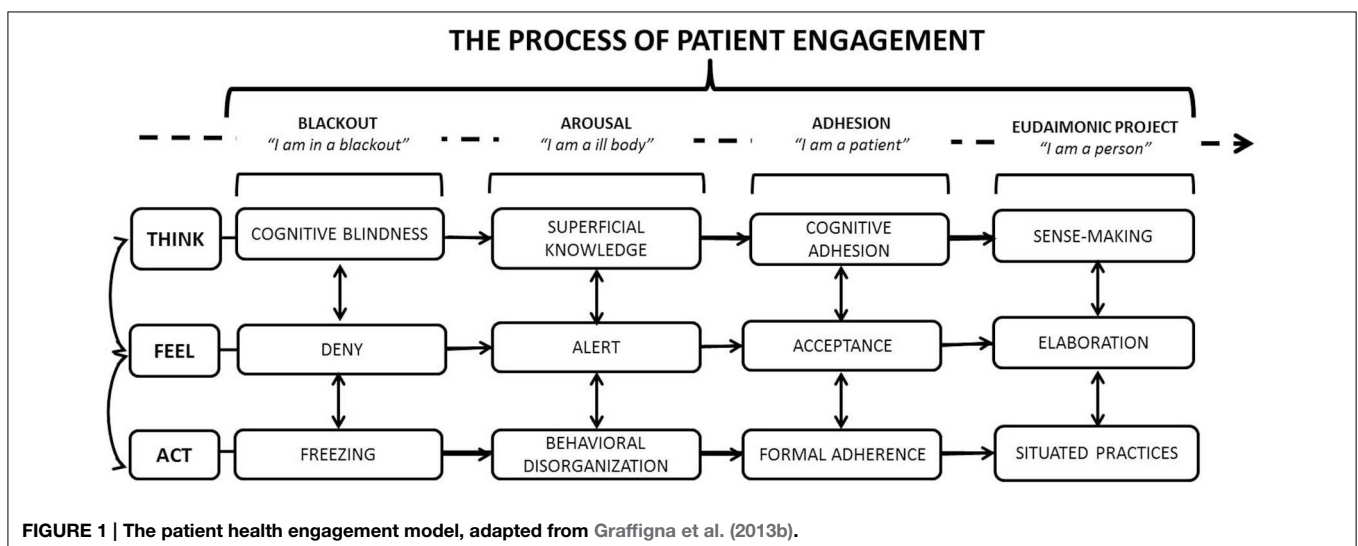 THE PROCESS OF PATIENT ENGAGEMENT
BLACKOUT
"I am in a blackout"
AROUSAL
"I am a ill body"
ADHESION
"I am a patient"
EUDAIMONIC PROJECT
"I am a person"
THINK
COGNITIVE BLINDNESS
SUPERFICIAL
KNOWLEDGE
COGNITIVE
ADHESION
SENSE-MAKING
FEEL
DENY
ALERT
ACCEPTANCE
ELABORATION
ACT
FREEZING
BEHAVIORAL
DISORGANIZATION
FORMAL ADHERENCE
SITUATED PRACTICES
FIGURE 1 | The patient health engagement model, adapted from Graffigna et al. (2013b).